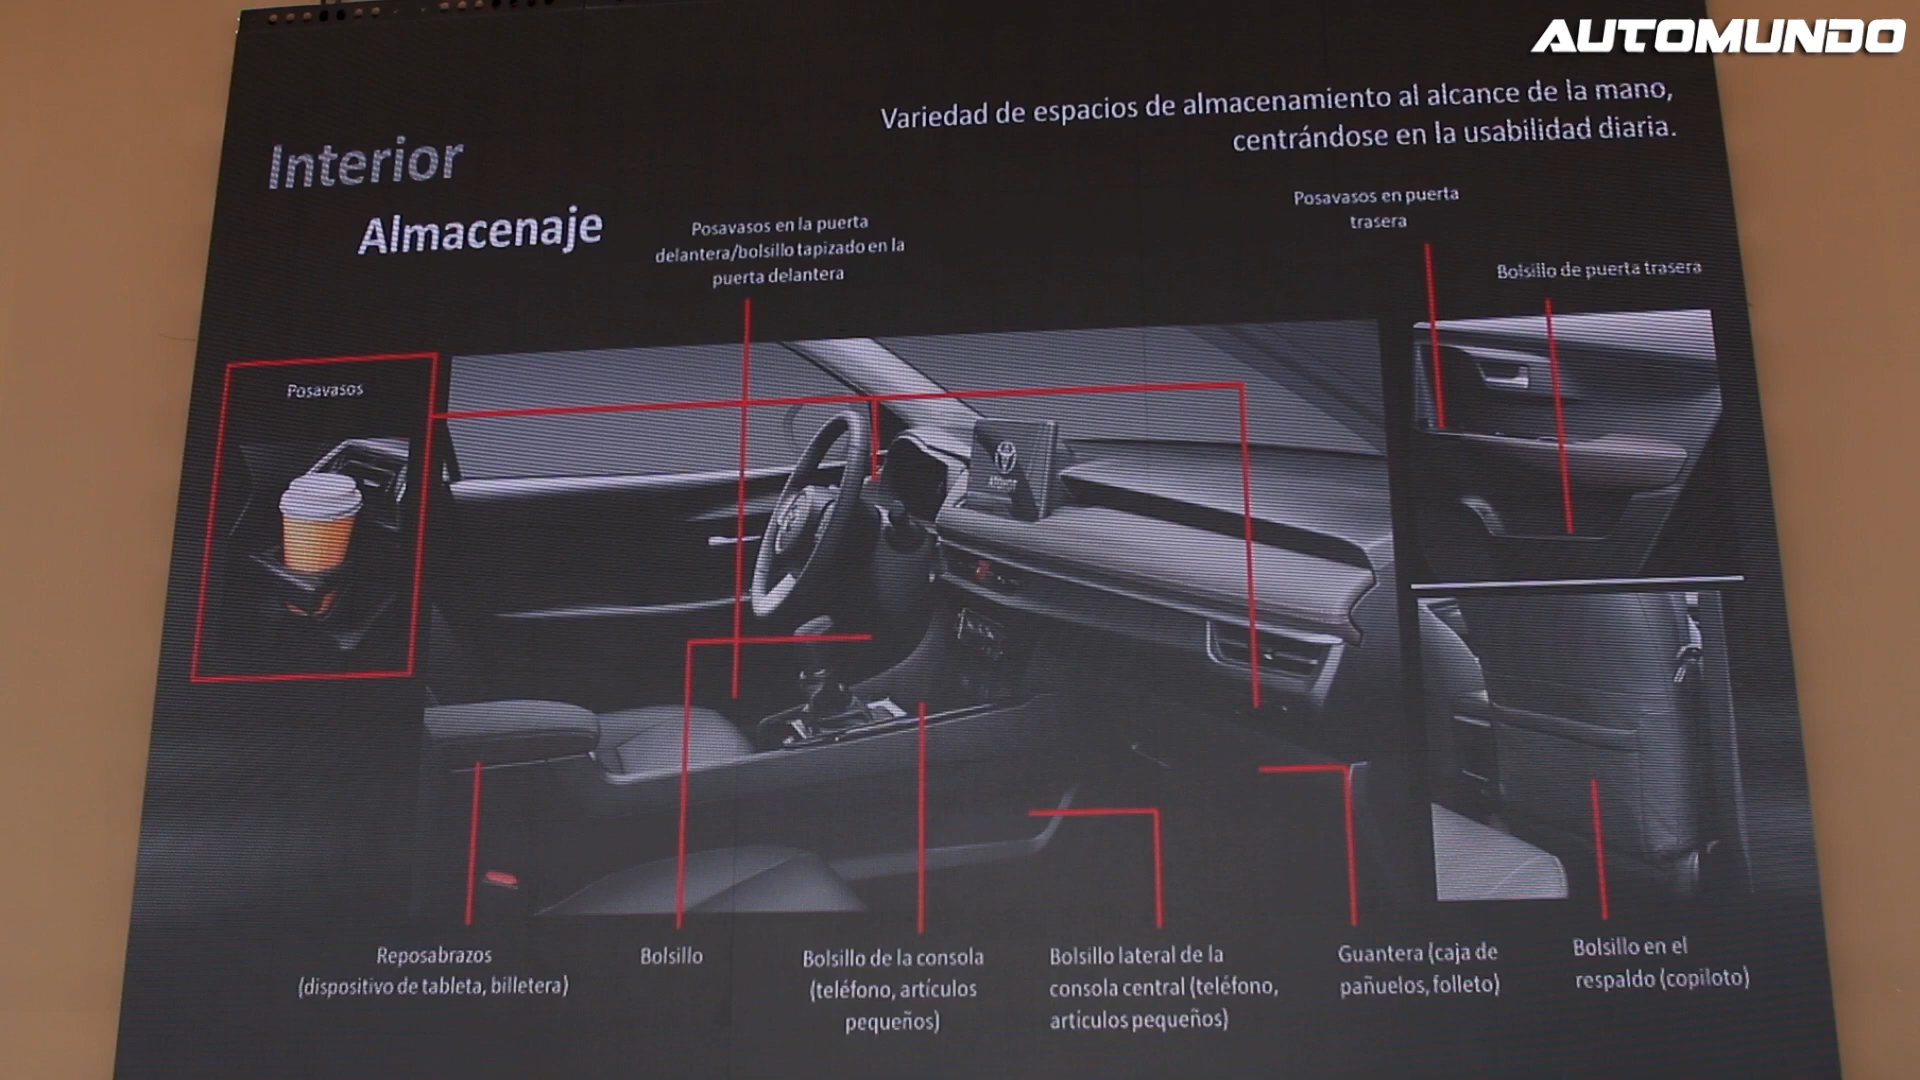 AUTOMUNDO
Variedad de espacios de almacenamiento al alcance de la mano,
centrándose en la usabilidad diaria.
Interior
Almacenaje
Posavasos en la puerta
delantera/bolsillo tapizado en la
puerta delantera
Posavasos en puerta
trasera
Bolsillo de puerta trasera
Posavasos
Reposabrazos
(dispositivo de tableta, billetera)
Bolsillo
Bolsillo de la consola
(teléfono, artículos
pequeños)
Bolsillo lateral de la
consola central (teléfono,
articulos pequeños)
Guantera (caja de
pañuelos, folleto)
Bolsillo en el
respaldo (copiloto)